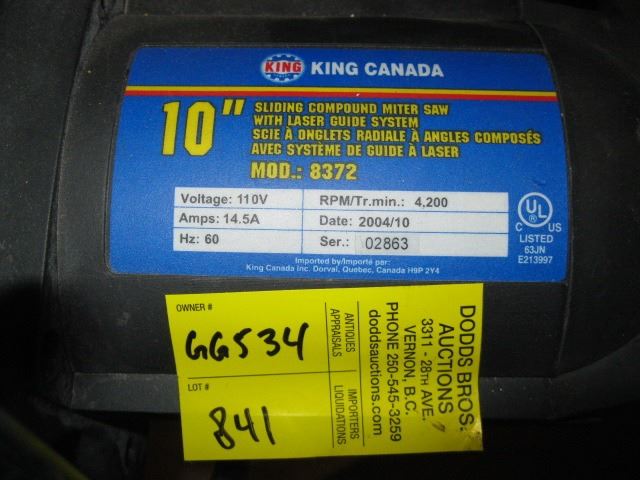 KING KING CANADA
10" SLIDING COMPOUND MITER SAW
WITH LASER GUIDE SYSTEM
SCIE À ONGLETS RADIALE À ANGLES COMPOSÉS
AVEC SYSTÈME DE GUIDE À LASER
MOD.: 8372
Voltage: 110V RPM/Tr.min.: 4,200
Amps: 14.5A Date: 2004/10
Hz: 60 Ser.: 02863
UL
C US
LISTED
63JN
E213997
Imported by/Importé par:
King Canada Inc. Dorval, Quebec, Canada H9P 2Y4
OWNER #
GG534
LOT #
841
ANTIQUES
APPRAISALS
IMPORTERS
LIQUIDATIONS
DODDS BROS.
AUCTIONS
3311 - 28TH AVE.
VERNON, B.C.
PHONE 250-545-3259
doddsauctions.com